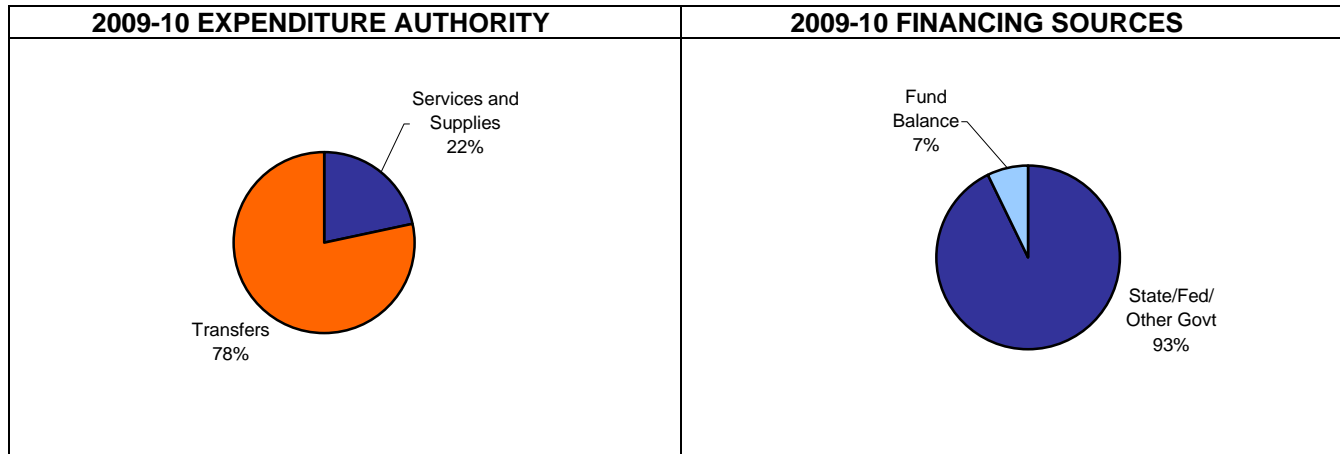 2009-10 EXPENDITURE AUTHORITY
Services and
Supplies
22%
Transfers
78%
2009-10 FINANCING SOURCES
Fund
Balance
7%
State/Fed/
Other Govt
93%